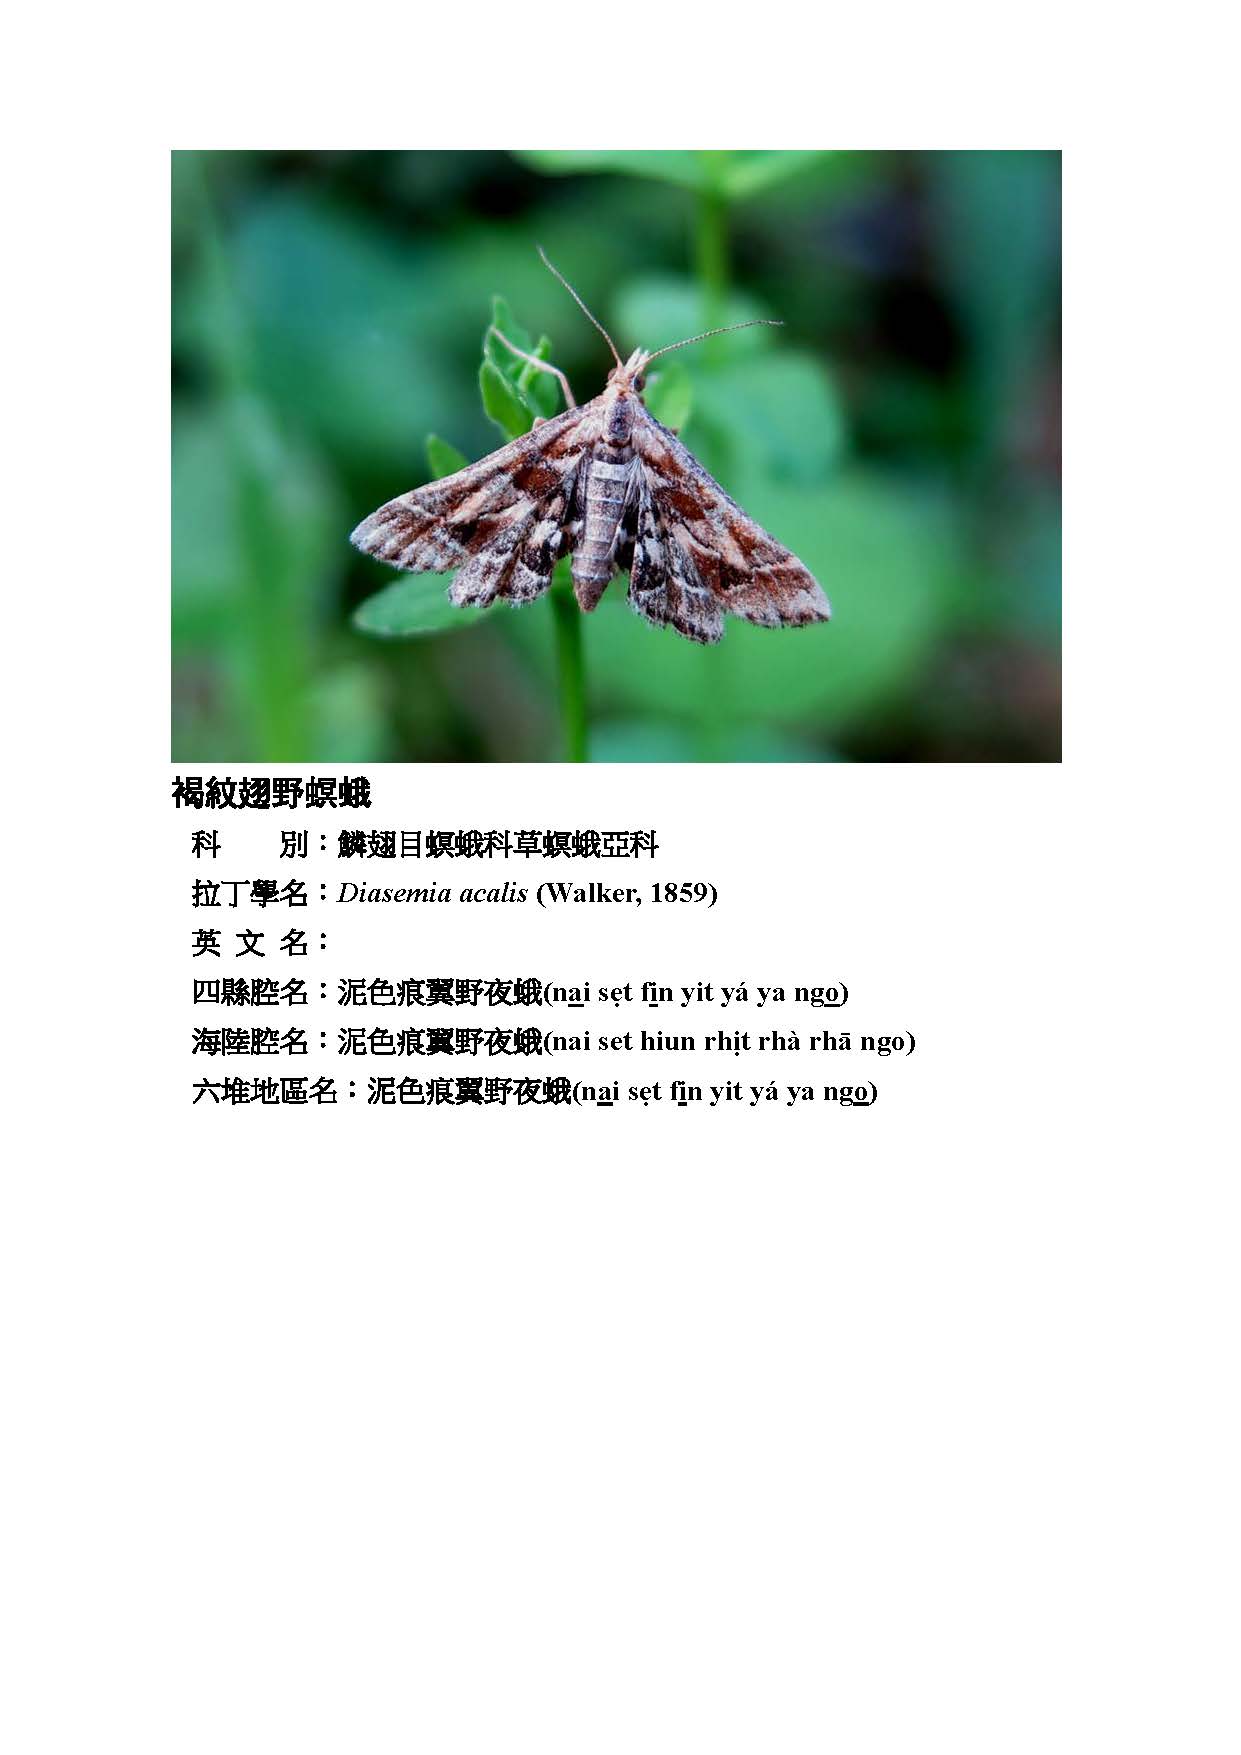 褐紋翅野螟蛾
科　　別：鱗翅目螟蛾科草螟蛾亞科
拉丁學名：Diasemia acalis (Walker, 1859)
英 文 名：
四縣腔名：泥色痕翼野夜蛾(na̲i sẹt fi̲n yit yá ya ngo̲)
海陸腔名：泥色痕翼野夜蛾(nai set hiun rhịt rhà rhā ngo)
六堆地區名：泥色痕翼野夜蛾(na̲i sẹt fi̲n yit yá ya ngo̲)